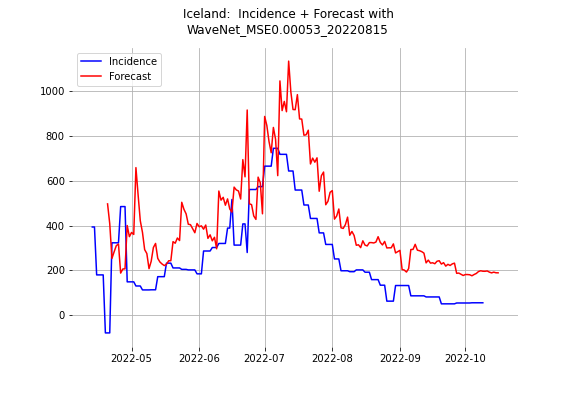 Iceland:  Incidence + Forecast with
WaveNet_MSE0.00053_20220815
Incidence
Forecast
1000
800
600
400
200
0
2022-05 2022-06 2022-07 2022-08 2022-09 2022-10